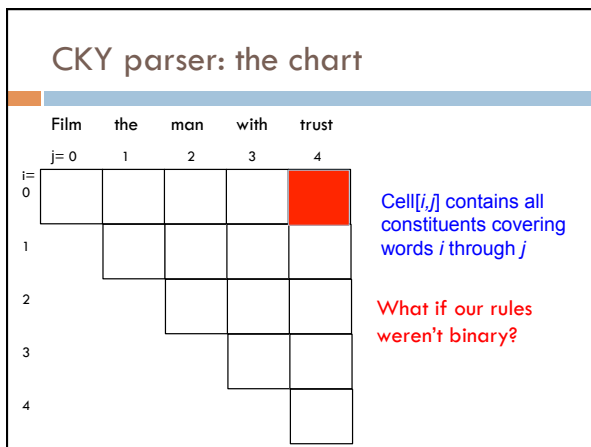 CKY parser: the chart
Film the man with trust
j= 0 1 2 3 4
i=
0
Cell[i,j] contains all
constituents covering
words i through j
1
2
What if our rules
weren't binary?
3
4